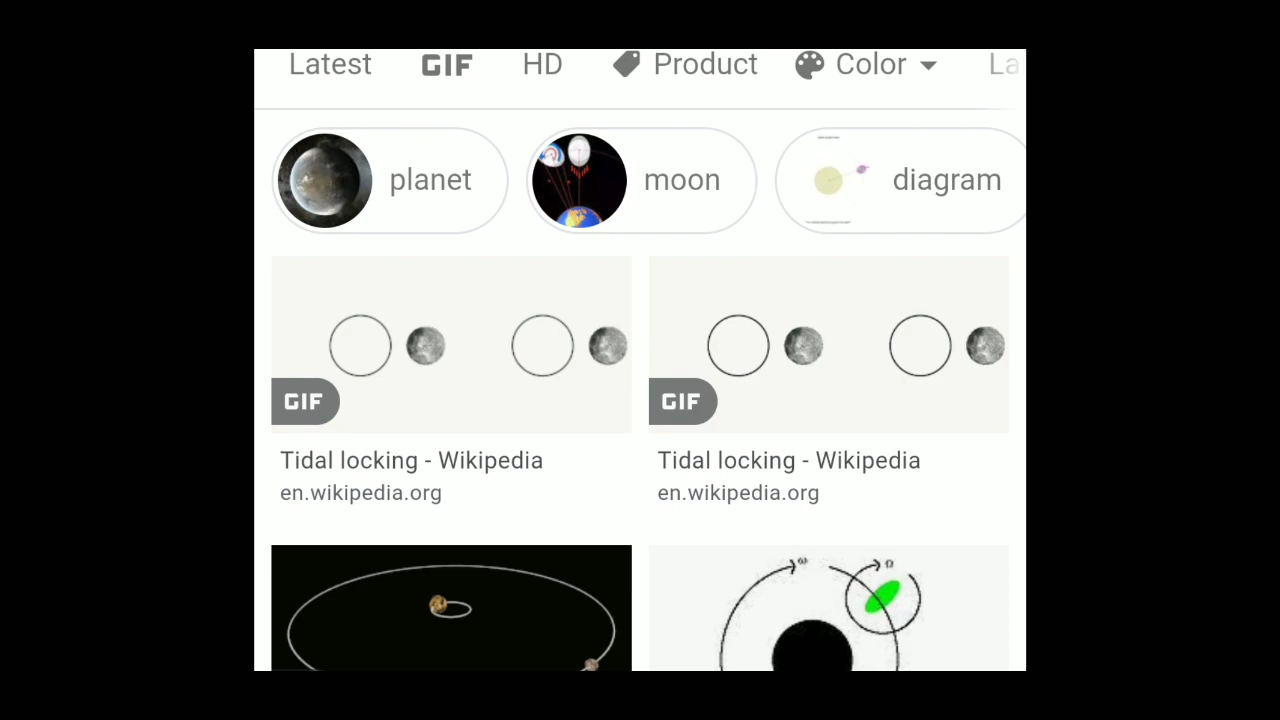 Latest GIF HD Product Color La
planet moon diagram
GIF GIF
Tidal locking - Wikipedia Tidal locking - Wikipedia
en.wikipedia.org en.wikipedia.org
ω Ω